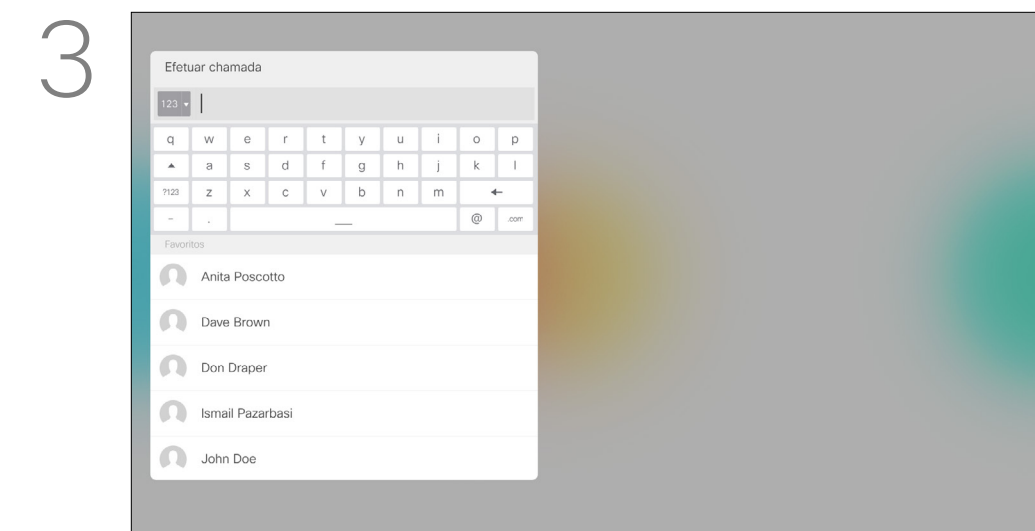 3
Efetuar chamada
123
q w e r t y u i o p
a s d f g h j k l
?123 z x c v b n m
- . @ .com
Favoritos
Anita Poscotto
Dave Brown
Don Draper
Ismail Pazarbasi
John Doe